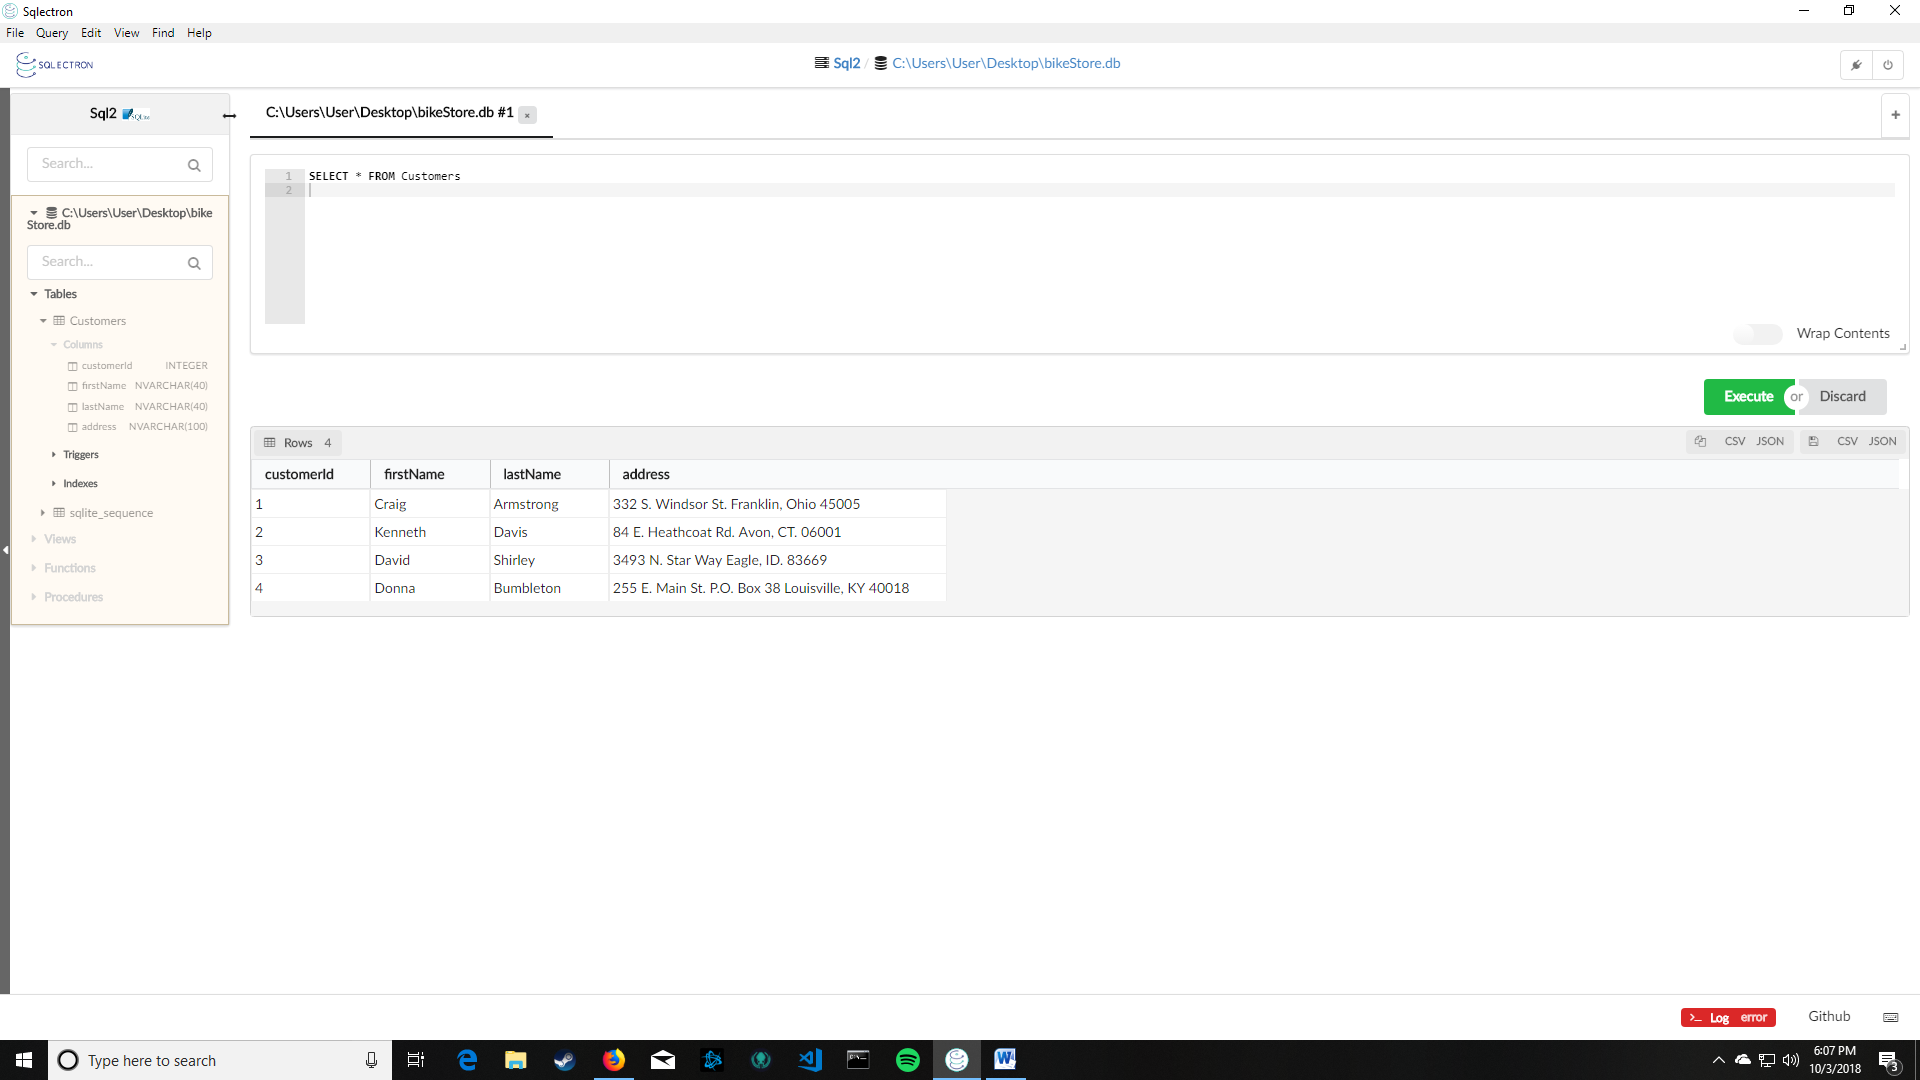 Sqlectron
File Query Edit View Find Help
SQLECTRON
Sql2 / C:\Users\User\Desktop\bikeStore.db
Sql2 SQLite
C:\Users\User\Desktop\bikeStore.db #1 ×
+
Search...
1 SELECT * FROM Customers
2
C:\Users\User\Desktop\bike
Store.db
Search...
Tables
Customers
Columns
customerId INTEGER
firstName NVARCHAR(40)
lastName NVARCHAR(40)
address NVARCHAR(100)
Triggers
Indexes
sqlite_sequence
Views
Functions
Procedures
Wrap Contents
Execute or Discard
Rows 4
CSV JSON CSV JSON
customerId firstName lastName address
1 Craig Armstrong 332 S. Windsor St. Franklin, Ohio 45005
2 Kenneth Davis 84 E. Heathcoat Rd. Avon, CT. 06001
3 David Shirley 3493 N. Star Way Eagle, ID. 83669
4 Donna Bumbleton 255 E. Main St. P.O. Box 38 Louisville, KY 40018
>_ Log error Github
Type here to search
6:07 PM
10/3/2018
3